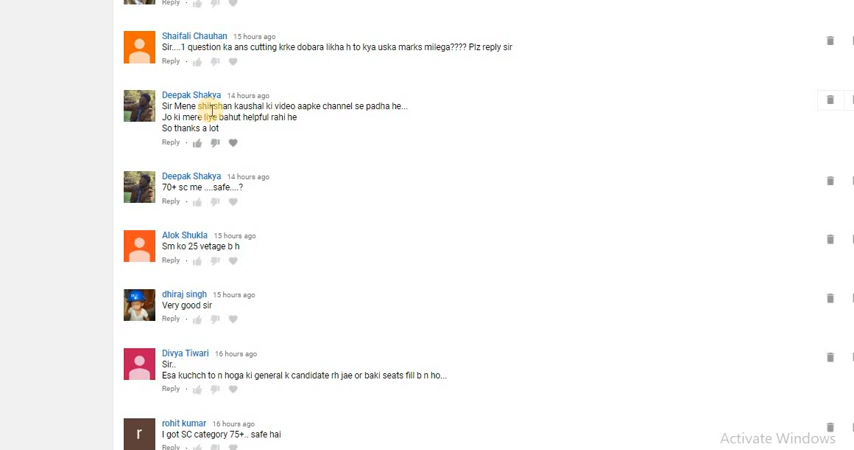 Reply
Shaifali Chauhan 15 hours ago
Sir....1 question ka ans cutting krke dobara likha h to kya uska marks milega???? Plz reply sir
Reply
Deepak Shakya 14 hours ago
Sir Mene shikshan kaushal ki video aapke channel se padha he...
Jo ki mere liye bahut helpful rahi he
So thanks a lot
Reply
Deepak Shakya 14 hours ago
70+ sc me ....safe....?
Reply
Alok Shukla 15 hours ago
Sm ko 25 vetage b h
Reply
dhiraj singh 15 hours ago
Very good sir
Reply
Divya Tiwari 16 hours ago
Sir..
Esa kuchch to n hoga ki general k candidate rh jae or baki seats fill b n ho...
Reply
r
rohit kumar 16 hours ago
I got SC category 75+.. safe hai
Reply
Activate Windows